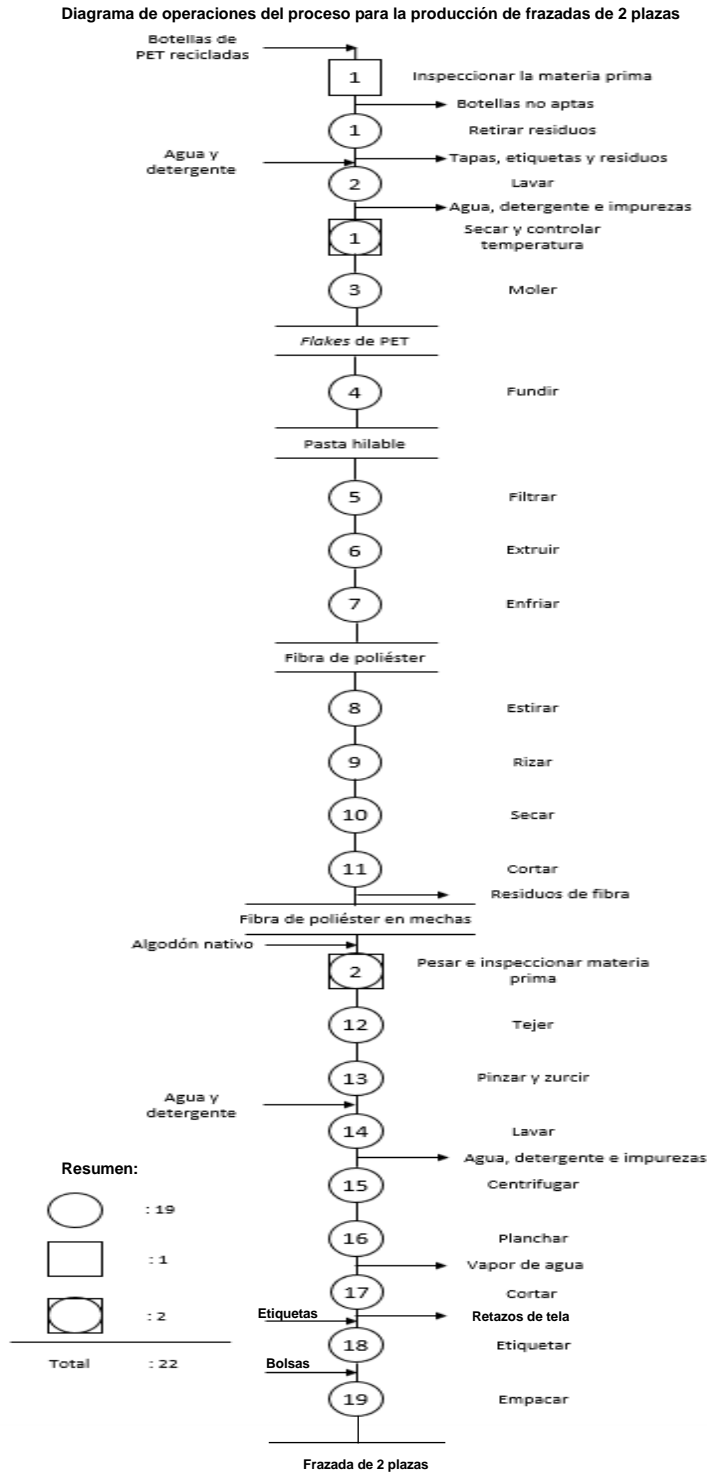 Diagrama de operaciones del proceso para la producción de frazadas de 2 plazas
Botellas de
PET recicladas
1
Inspeccionar la materia prima
Botellas no aptas
1
Retirar residuos
Agua y
detergente
Tapas, etiquetas y residuos
2
Lavar
Agua, detergente e impurezas
1
Secar y controlar
temperatura
3
Moler
Flakes de PET
4
Fundir
Pasta hilable
5
Filtrar
6
Extruir
7
Enfriar
Fibra de poliéster
8
Estirar
9
Rizar
10
Secar
11
Cortar
Residuos de fibra
Fibra de poliéster en mechas
Algodón nativo
2
Pesar e inspeccionar materia
prima
12
Tejer
13
Pinzar y zurcir
Agua y
detergente
14
Lavar
Agua, detergente e impurezas
15
Centrifugar
16
Planchar
Vapor de agua
17
Cortar
Etiquetas
Retazos de tela
18
Etiquetar
Bolsas
19
Empacar
Frazada de 2 plazas
Resumen:
: 19
: 1
: 2
Total : 22